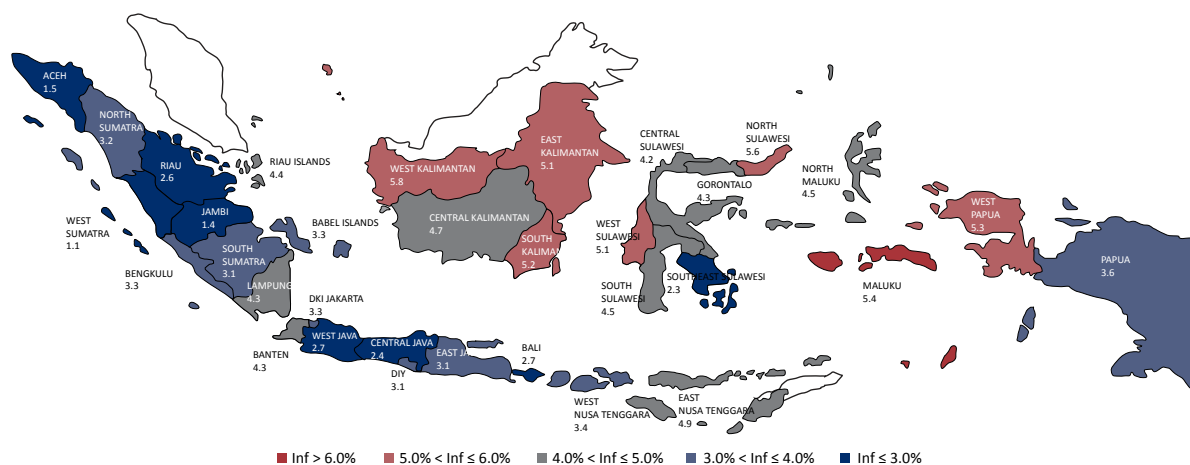 ACEH
1.5
NORTH
SUMATRA
3.2
RIAU
2.6
RIAU ISLANDS
4.4
JAMBI
1.4
WEST
SUMATRA
1.1
BENGKULU
3.3
SOUTH
SUMATRA
3.1
BABEL ISLANDS
3.3
LAMPUNG
4.3
DKI JAKARTA
3.3
BANTEN
4.3
WEST JAVA
2.7
CENTRAL JAVA
2.4
DIY
3.1
EAST JA
3.1
BALI
2.7
WEST
NUSA TENGGARA
3.4
EAST
NUSA TENGGARA
4.9
WEST KALIMANTAN
5.8
CENTRAL KALIMANTAN
4.7
EAST
KALIMANTAN
5.1
SOUTH
KALIMAN
5.2
CENTRAL
SULAWESI
4.2
NORTH
SULAWESI
5.6
GORONTALO
4.3
WEST
SULAWESI
5.1
SOUTH
SULAWESI
4.5
SOUTHEAST SULAWESI
2.3
NORTH
MALUKU
4.5
MALUKU
5.4
WEST
PAPUA
5.3
PAPUA
3.6
Inf > 6.0%
5.0% < Inf ≤ 6.0%
4.0% < Inf ≤ 5.0%
3.0% < Inf ≤ 4.0%
Inf ≤ 3.0%